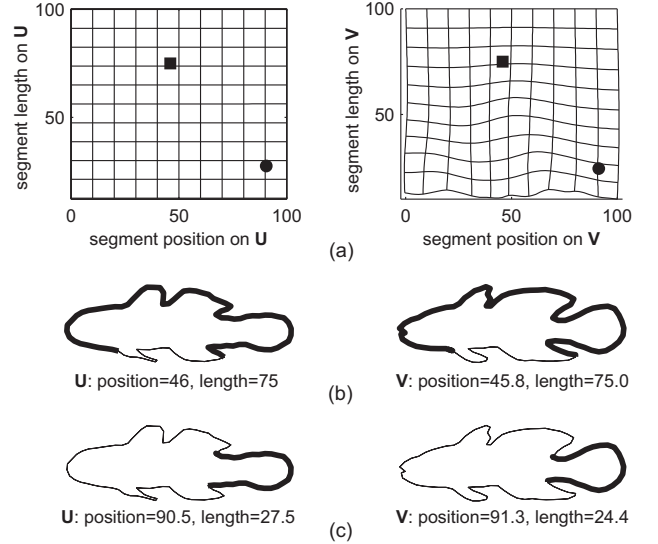 100
50
segment length on U
0 50 100
segment position on U
100
50
segment length on V
0 50 100
segment position on V
(a)
U: position=46, length=75
V: position=45.8, length=75.0
(b)
U: position=90.5, length=27.5
V: position=91.3, length=24.4
(c)